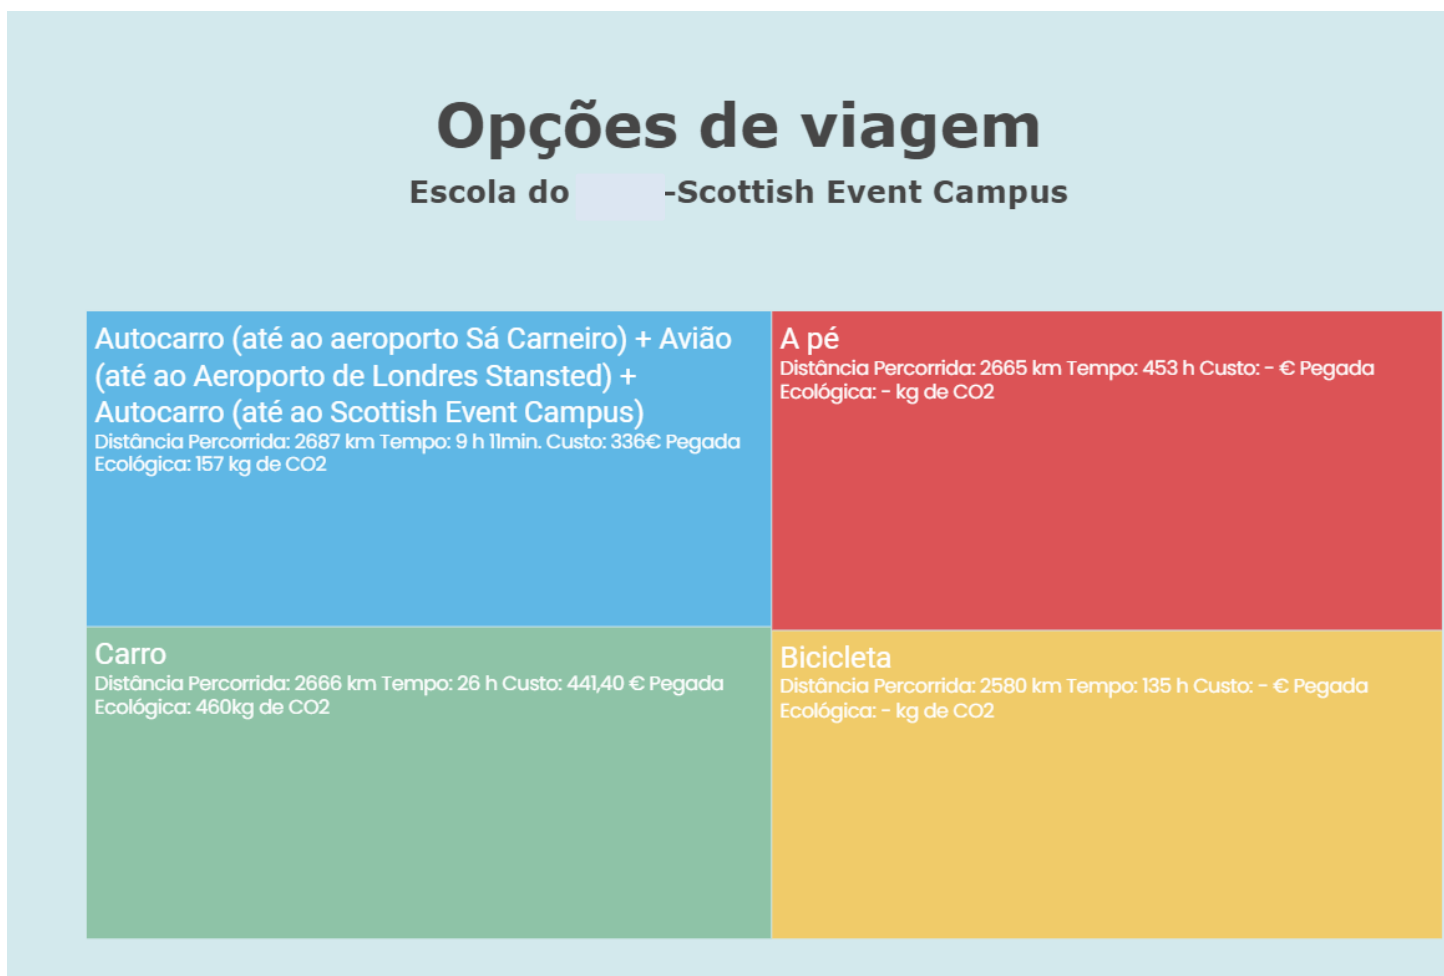 Opções de viagem
Escola do -Scottish Event Campus
Autocarro (até ao aeroporto Sá Carneiro) + Avião
(até ao Aeroporto de Londres Stansted) +
Autocarro (até ao Scottish Event Campus)
Distância Percorrida: 2687 km Tempo: 9 h 11min. Custo: 336€ Pegada
Ecológica: 157 kg de CO2
A pé
Distância Percorrida: 2665 km Tempo: 453 h Custo: - € Pegada
Ecológica: - kg de CO2
Carro
Distância Percorrida: 2666 km Tempo: 26 h Custo: 441,40 € Pegada
Ecológica: 460kg de CO2
Bicicleta
Distância Percorrida: 2580 km Tempo: 135 h Custo: - € Pegada
Ecológica: - kg de CO2